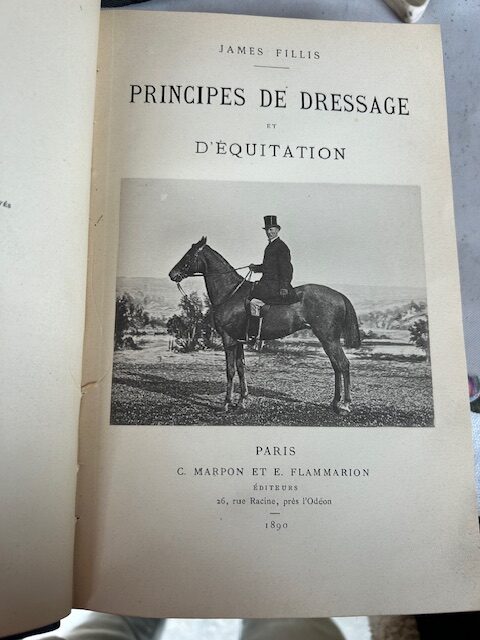 JAMES FILLIS
PRINCIPES DE DRESSAGE
ET
D'ÉQUITATION
PARIS
C. MARPON ET E. FLAMMARION
ÉDITEURS
26, rue Racine, près l'Odéon
1890